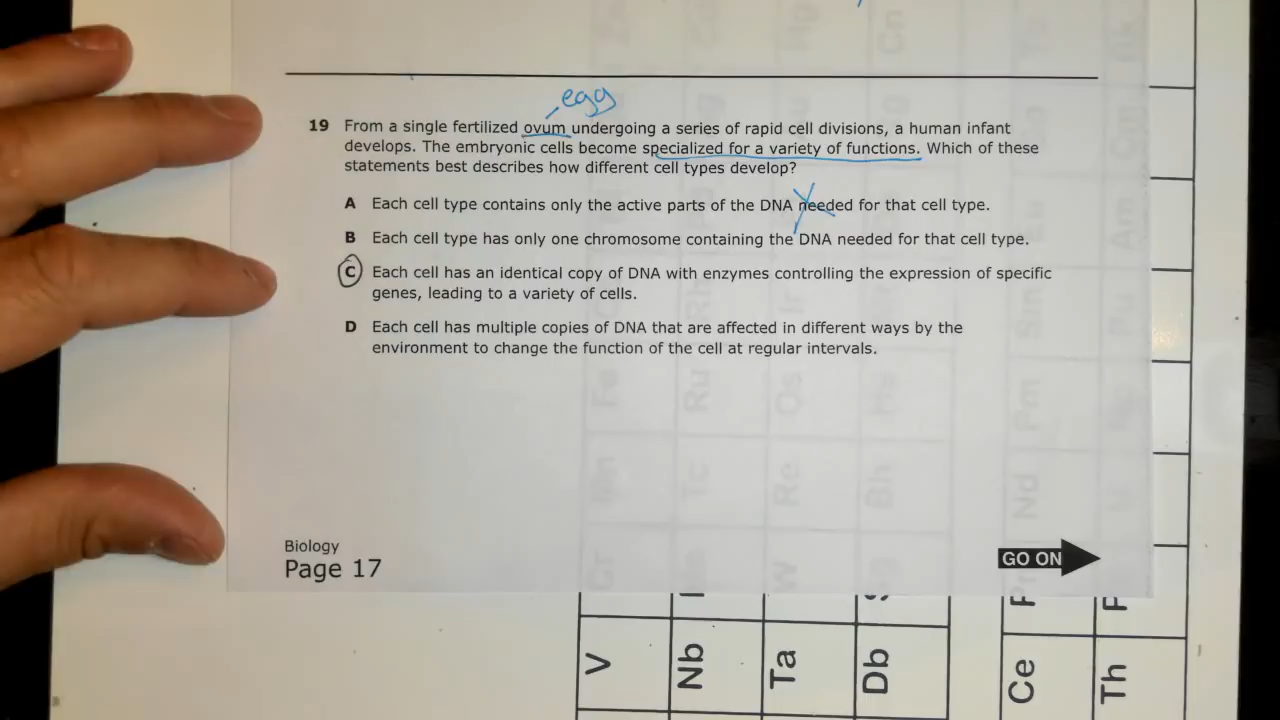 egg
19 From a single fertilized ovum undergoing a series of rapid cell divisions, a human infant
develops. The embryonic cells become specialized for a variety of functions. Which of these
statements best describes how different cell types develop?
A Each cell type contains only the active parts of the DNA needed for that cell type.
B Each cell type has only one chromosome containing the DNA needed for that cell type.
C Each cell has an identical copy of DNA with enzymes controlling the expression of specific
genes, leading to a variety of cells.
D Each cell has multiple copies of DNA that are affected in different ways by the
environment to change the function of the cell at regular intervals.
Biology
Page 17
GO ON
V
Nb
Ta
Db
Ce
Th